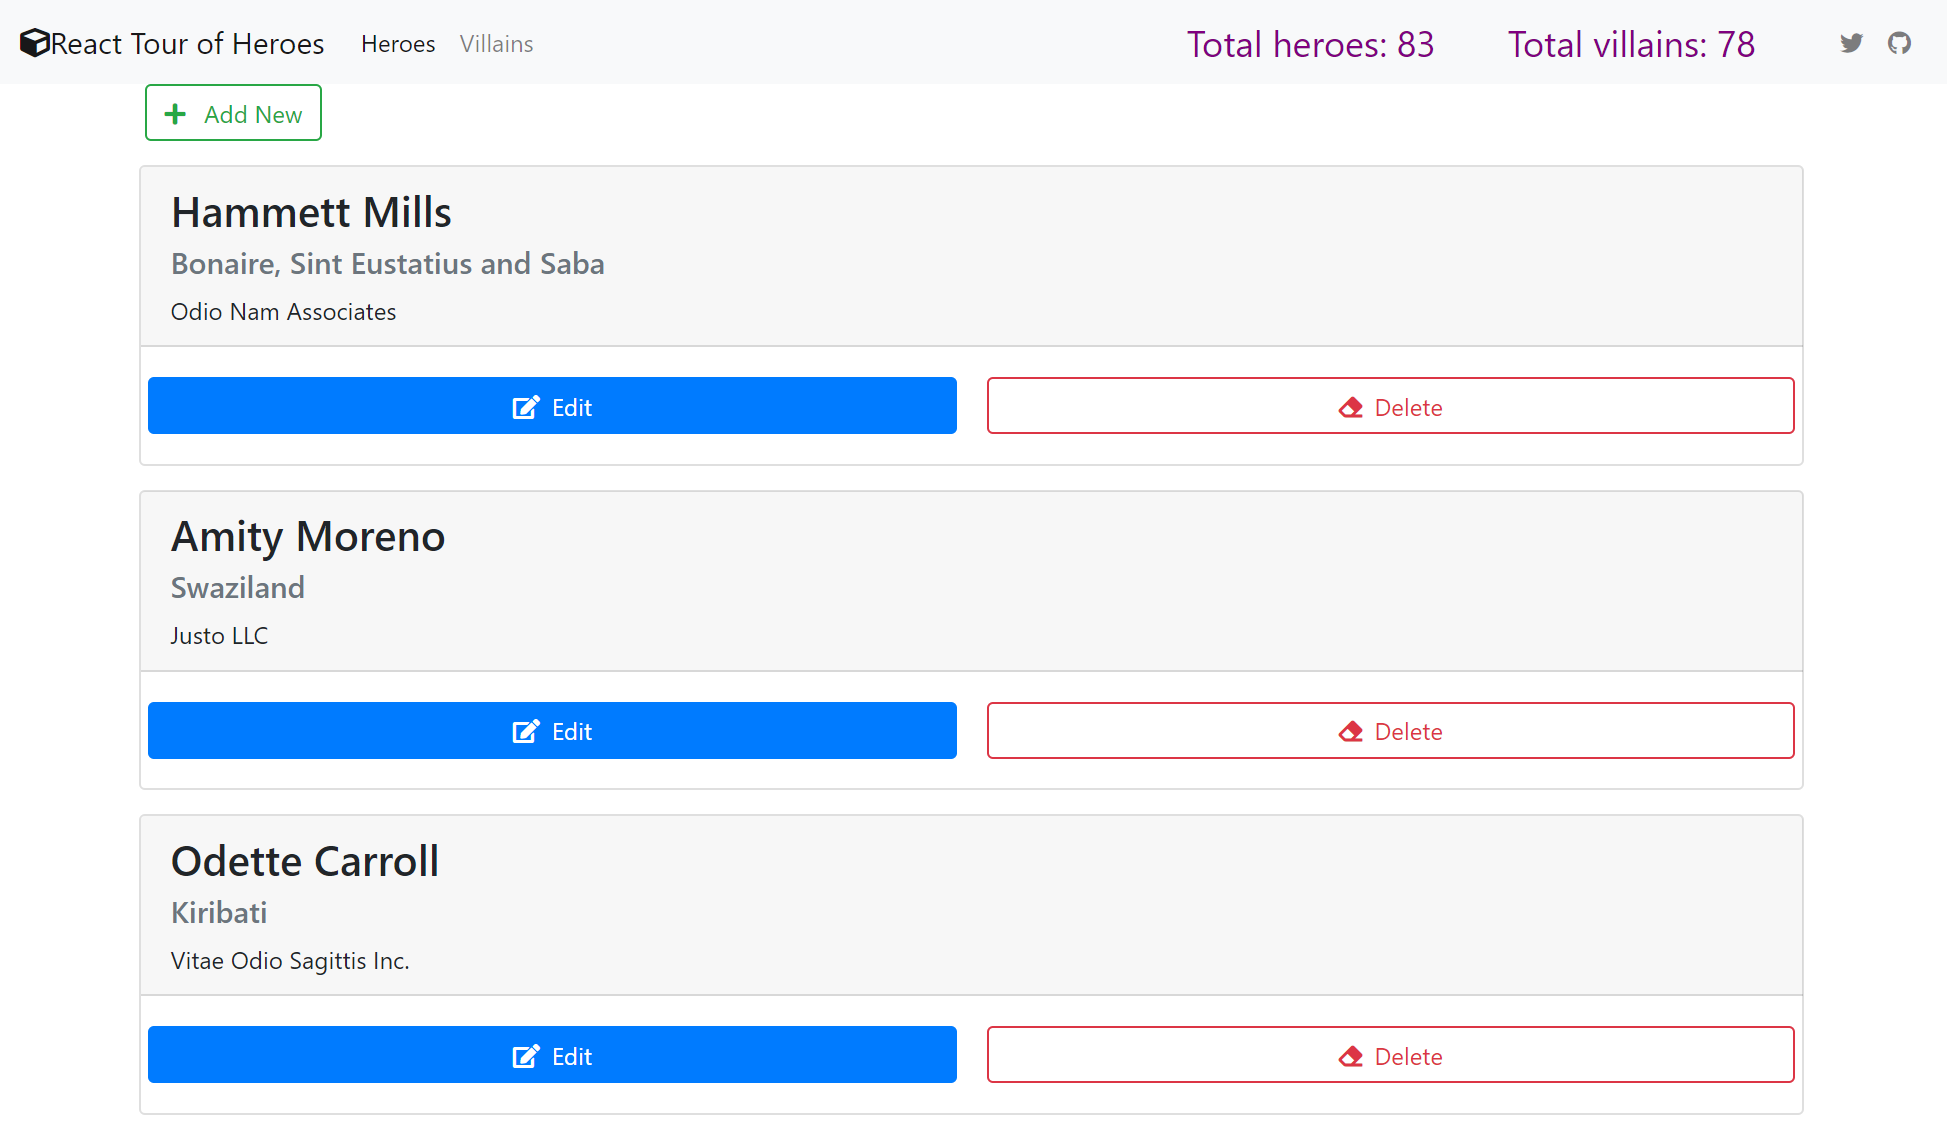 React Tour of Heroes Heroes Villains Total heroes: 83 Total villains: 78
Add New
Hammett Mills
Bonaire, Sint Eustatius and Saba
Odio Nam Associates
Edit Delete
Amity Moreno
Swaziland
Justo LLC
Edit Delete
Odette Carroll
Kiribati
Vitae Odio Sagittis Inc.
Edit Delete